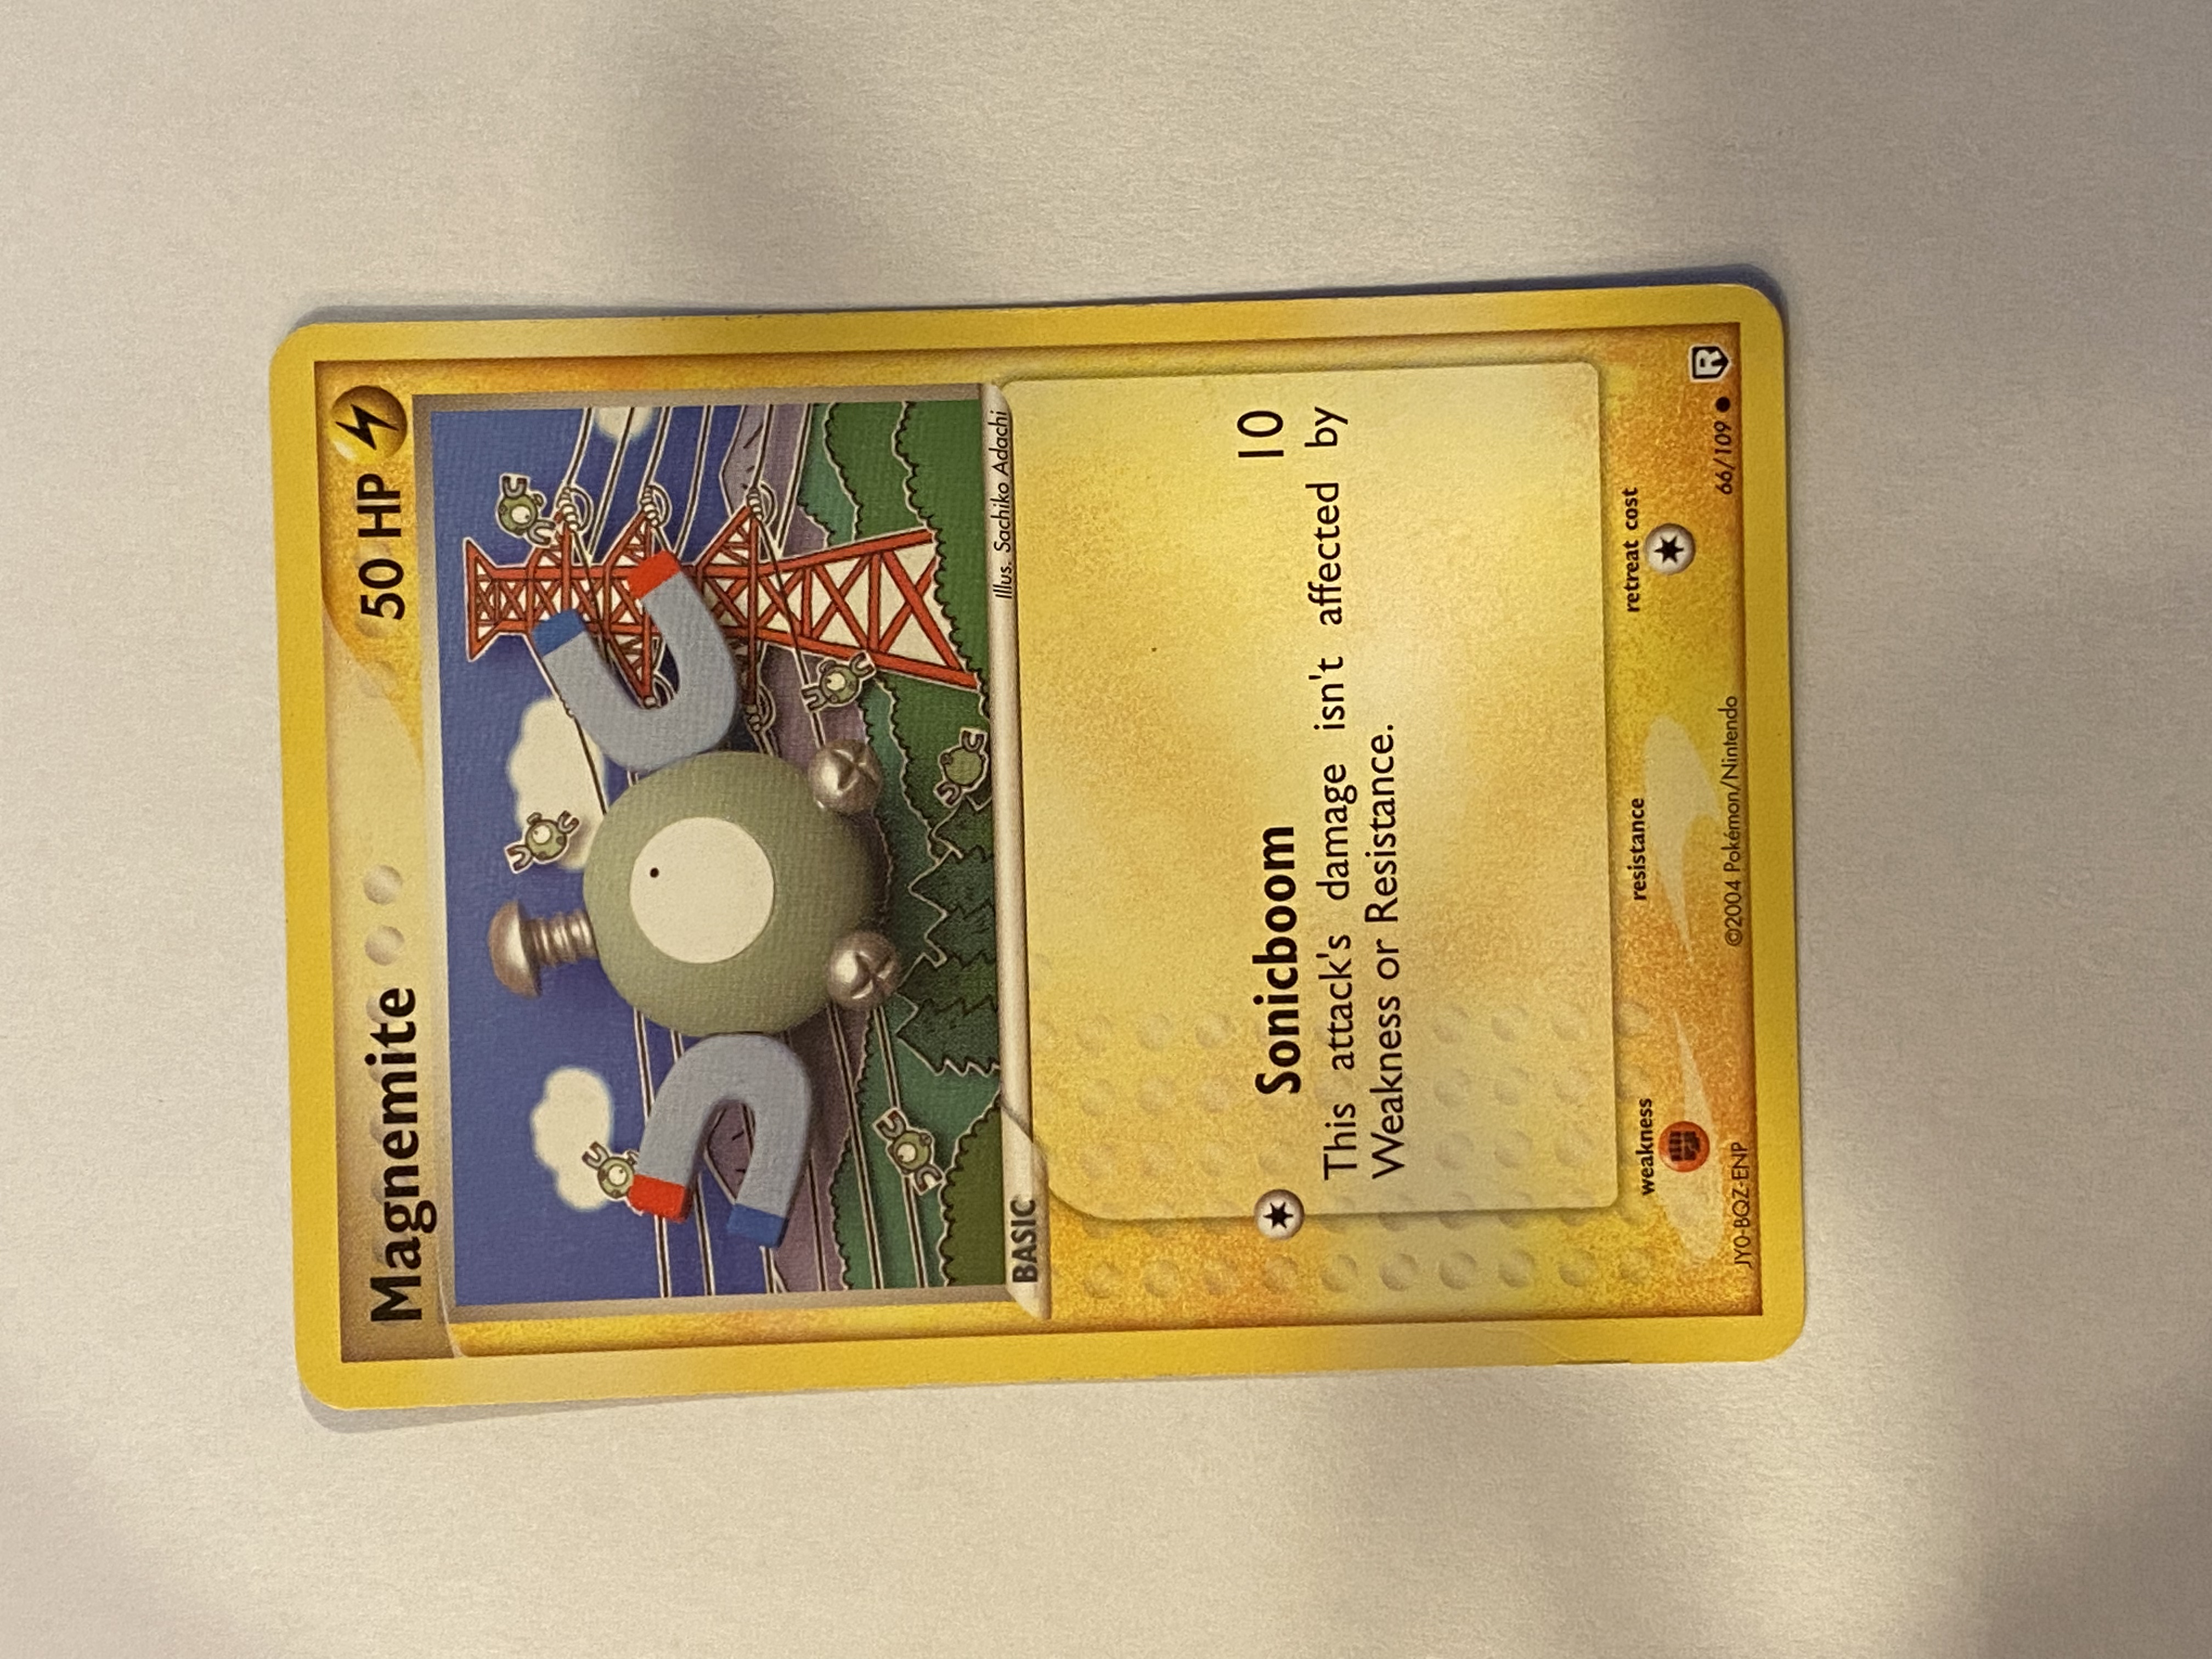 Magnemite 50 HP
Illus. Sachiko Adachi
BASIC
Sonicboom 10
This attack's damage isn't affected by
Weakness or Resistance.
weakness resistance retreat cost
JY0-BQZ-ENP ©2004 Pokémon/Nintendo 66/109 R